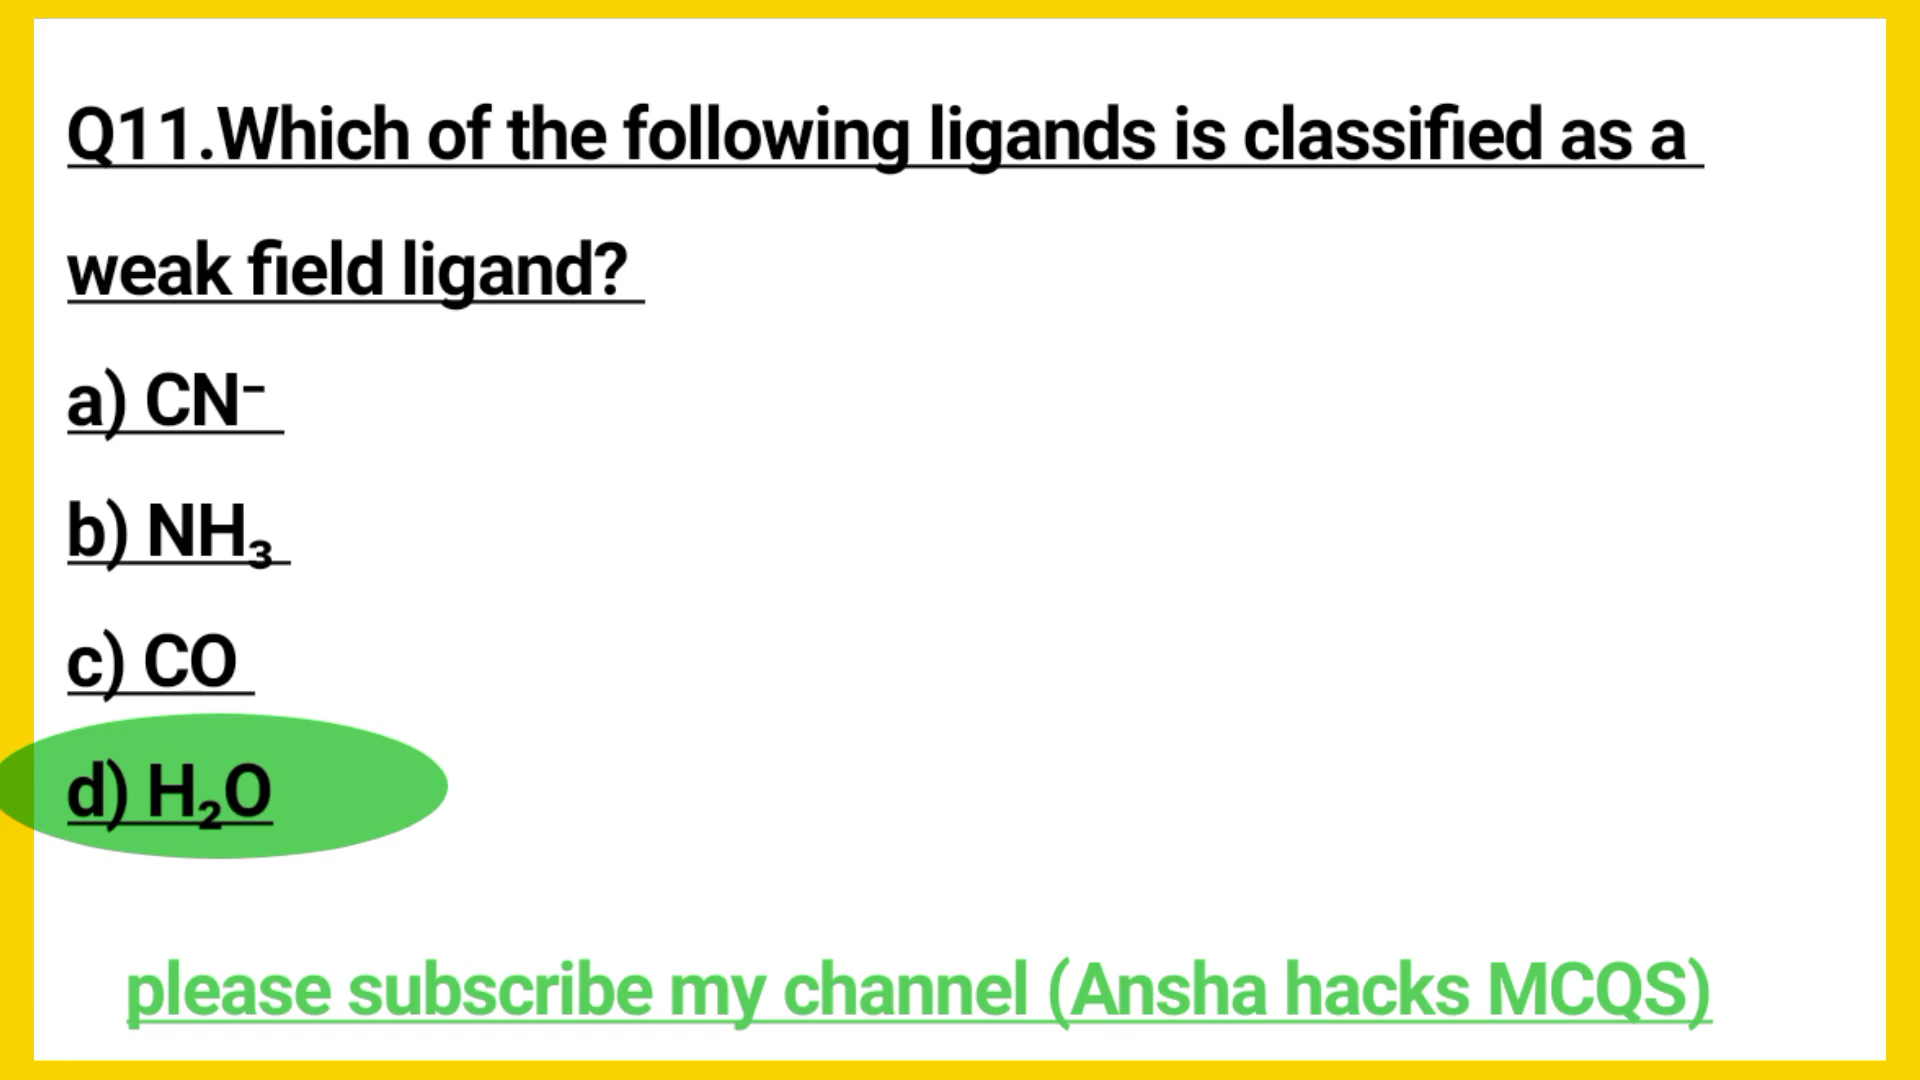 Q11.Which of the following ligands is classified as a
weak field ligand?
a) CN⁻
b) NH₃
c) CO
d) H₂O
please subscribe my channel (Ansha hacks MCQS)